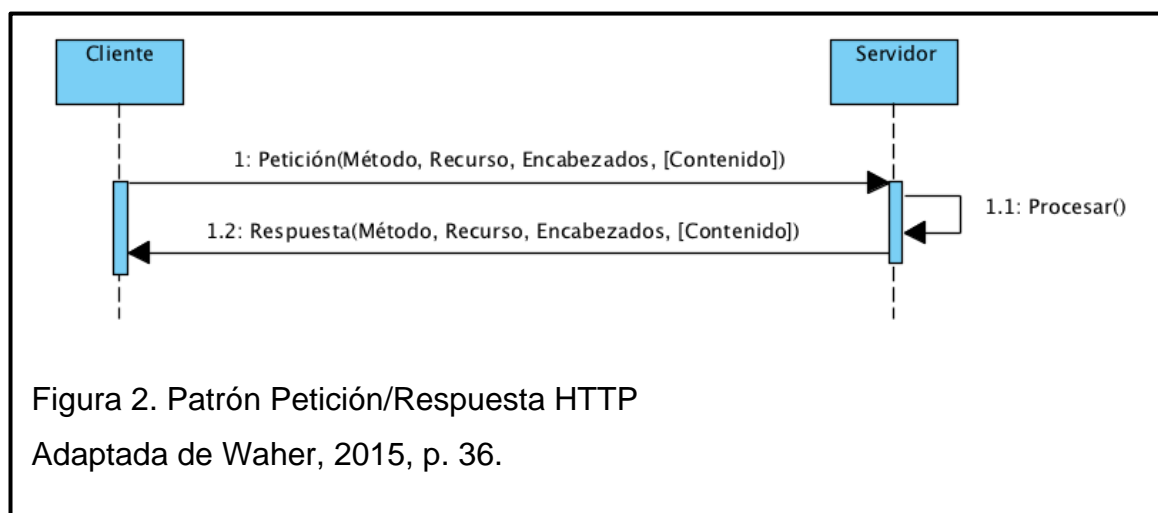 Cliente
Servidor
1: Petición(Método, Recurso, Encabezados, [Contenido])
1.1: Procesar()
1.2: Respuesta(Método, Recurso, Encabezados, [Contenido])
Figura 2. Patrón Petición/Respuesta HTTP
Adaptada de Waher, 2015, p. 36.